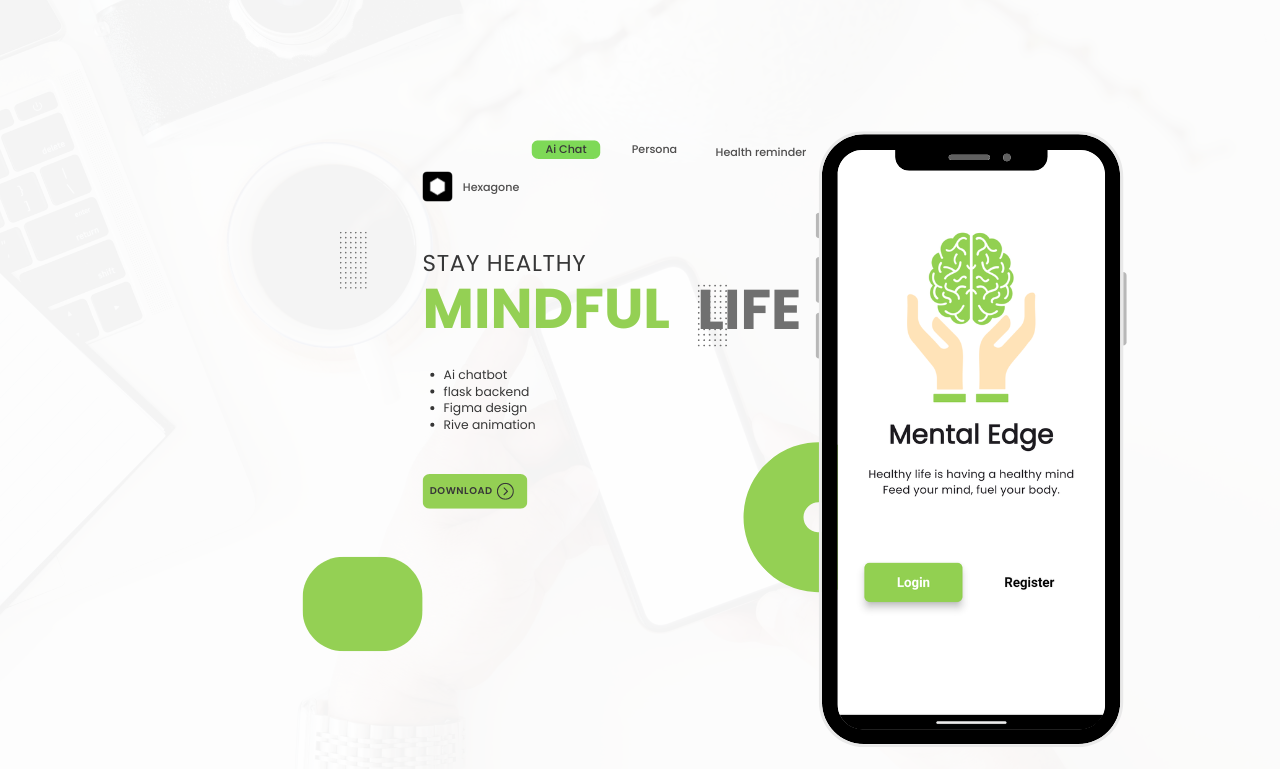 Ai Chat
Persona
Health reminder
Hexagone
STAY HEALTHY
MINDFUL LIFE
Ai chatbot
flask backend
Figma design
Rive animation
DOWNLOAD
Mental Edge
Healthy life is having a healthy mind
Feed your mind, fuel your body.
Login
Register